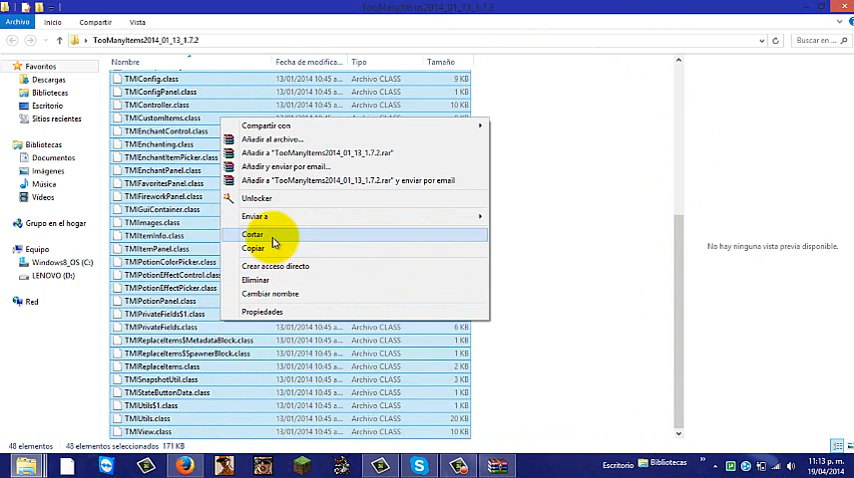 TooManyItems2014_01_13_1.7.2
Archivo Inicio Compartir Vista
TooManyItems2014_01_13_1.7.2
Buscar en ...
Favoritos
Descargas
Bibliotecas
Escritorio
Sitios recientes
Bibliotecas
Documentos
Imágenes
Música
Vídeos
Grupo en el hogar
Equipo
Windows8_OS (C:)
LENOVO (D:)
Red
Nombre Fecha de modifica... Tipo Tamaño
TMIConfig.class 13/01/2014 10:45 a... Archivo CLASS 9 KB
TMIConfigPanel.class 13/01/2014 10:45 a... Archivo CLASS 1 KB
TMIController.class 13/01/2014 10:45 a... Archivo CLASS 10 KB
TMICustomItems.class
TMIEnchantControl.class
TMIEnchanting.class
TMIEnchantItemPicker.class
TMIEnchantPanel.class
TMIFavoritesPanel.class
TMIFireworkPanel.class
TMIGuiContainer.class
TMIImages.class
TMIItemInfo.class
TMIItemPanel.class
TMIPotionColorPicker.class
TMIPotionEffectControl.class
TMIPotionEffectPanel.class
TMIPotionPanel.class
TMIPrivateFields$1.class
TMIPrivateFields.class 13/01/2014 10:45 a... Archivo CLASS 6 KB
TMIReplaceItems$MetadataBlock.class 13/01/2014 10:45 a... Archivo CLASS 1 KB
TMIReplaceItems$SpawnerBlock.class 13/01/2014 10:45 a... Archivo CLASS 1 KB
TMIReplaceItems.class 13/01/2014 10:45 a... Archivo CLASS 2 KB
TMISnapshotUtil.class 13/01/2014 10:45 a... Archivo CLASS 3 KB
TMIStateButtonData.class 13/01/2014 10:45 a... Archivo CLASS 1 KB
TMIUtils$1.class 13/01/2014 10:45 a... Archivo CLASS 1 KB
TMIUtils.class 13/01/2014 10:45 a... Archivo CLASS 20 KB
TMIView.class 13/01/2014 10:45 a... Archivo CLASS 10 KB
Compartir con
Añadir al archivo...
Añadir a "TooManyItems2014_01_13_1.7.2.rar"
Añadir y enviar por email...
Añadir a "TooManyItems2014_01_13_1.7.2.rar" y enviar por email
Unlocker
Enviar a
Cortar
Copiar
Crear acceso directo
Eliminar
Cambiar nombre
Propiedades
No hay ninguna vista previa disponible.
48 elementos 48 elementos seleccionados 171 KB
Escritorio Bibliotecas
11:13 p. m.
19/04/2014